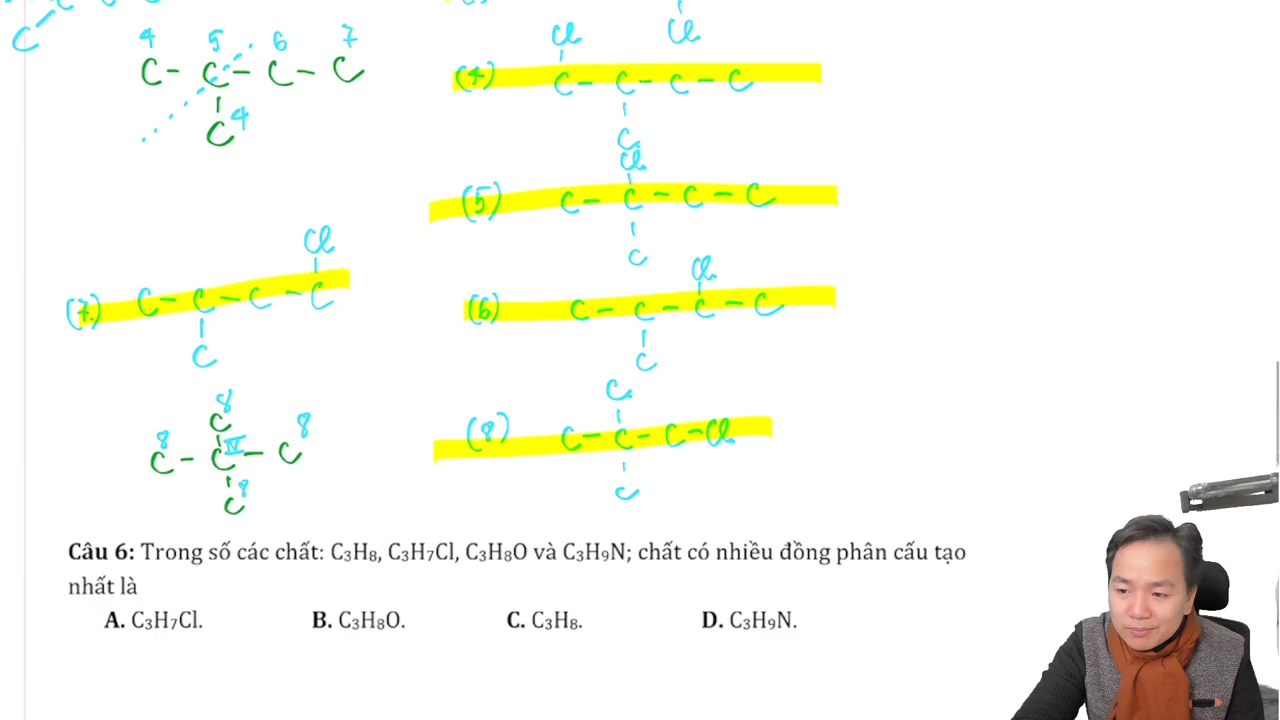 C
Cl
4 5 6 7
C - C - C - C
C 4
Cl
(4) C - C - C - C
C
Cl
(5) C - C - C - C
C
Cl
(7) C - C - C - C
C
Cl
(6) C - C - C - C
C
8
C
8 IV 8
C - C - C
C 8
C
(8) C - C - C - Cl
C
Câu 6: Trong số các chất: C₃H₈, C₃H₇Cl, C₃H₈O và C₃H₉N; chất có nhiều đồng phân cấu tạo
nhất là
A. C₃H₇Cl. B. C₃H₈O. C. C₃H₈. D. C₃H₉N.